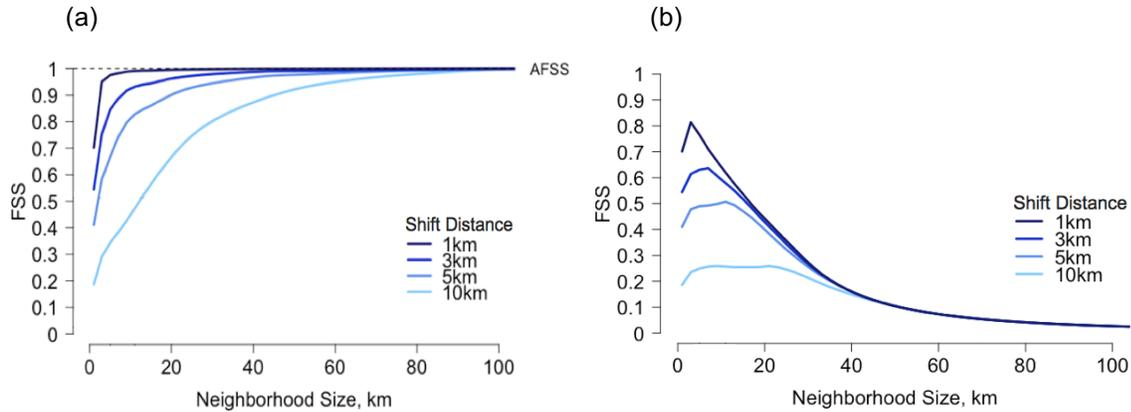 (a)
1
0.9
0.8
0.7
0.6
0.5
0.4
0.3
0.2
0.1
0
FSS
AFSS
Shift Distance
1km
3km
5km
10km
0 20 40 60 80 100
Neighborhood Size, km
(b)
1
0.9
0.8
0.7
0.6
0.5
0.4
0.3
0.2
0.1
0
FSS
Shift Distance
1km
3km
5km
10km
0 20 40 60 80 100
Neighborhood Size, km